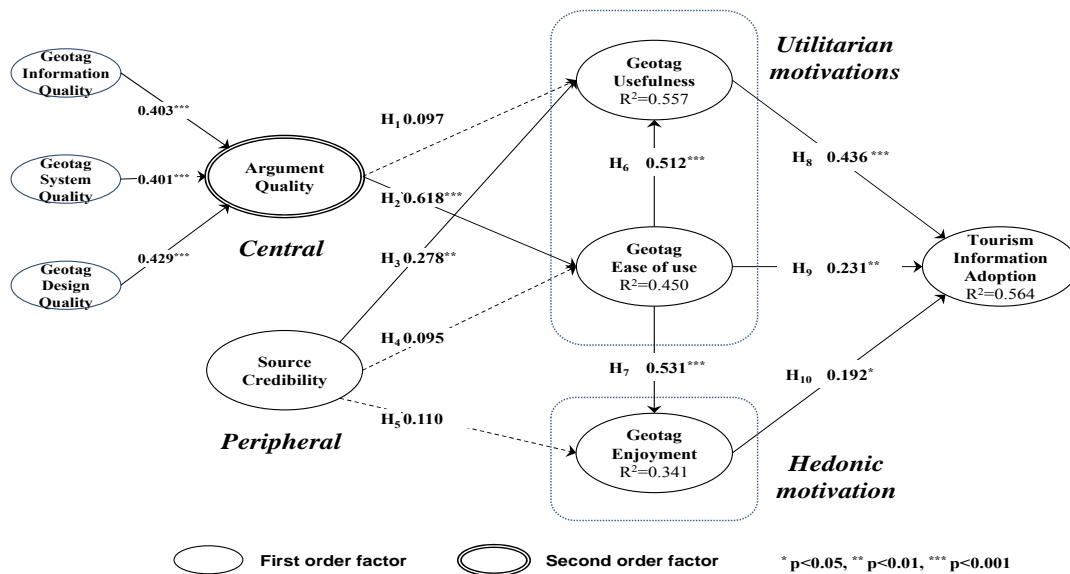 Geotag
Information
Quality
0.403***
Geotag
System
Quality
0.401***
Geotag
Design
Quality
0.429***
Argument
Quality
Central
Source
Credibility
Peripheral
H₁ 0.097
H₂ 0.618***
H₃ 0.278**
H₄ 0.095
H₅ 0.110
Geotag
Usefulness
R²=0.557
Utilitarian
motivations
H₆ 0.512***
Geotag
Ease of use
R²=0.450
H₇ 0.531***
Geotag
Enjoyment
R²=0.341
Hedonic
motivation
H₈ 0.436***
H₉ 0.231**
H₁₀ 0.192*
Tourism
Information
Adoption
R²=0.564
First order factor
Second order factor
* p<0.05, ** p<0.01, *** p<0.001